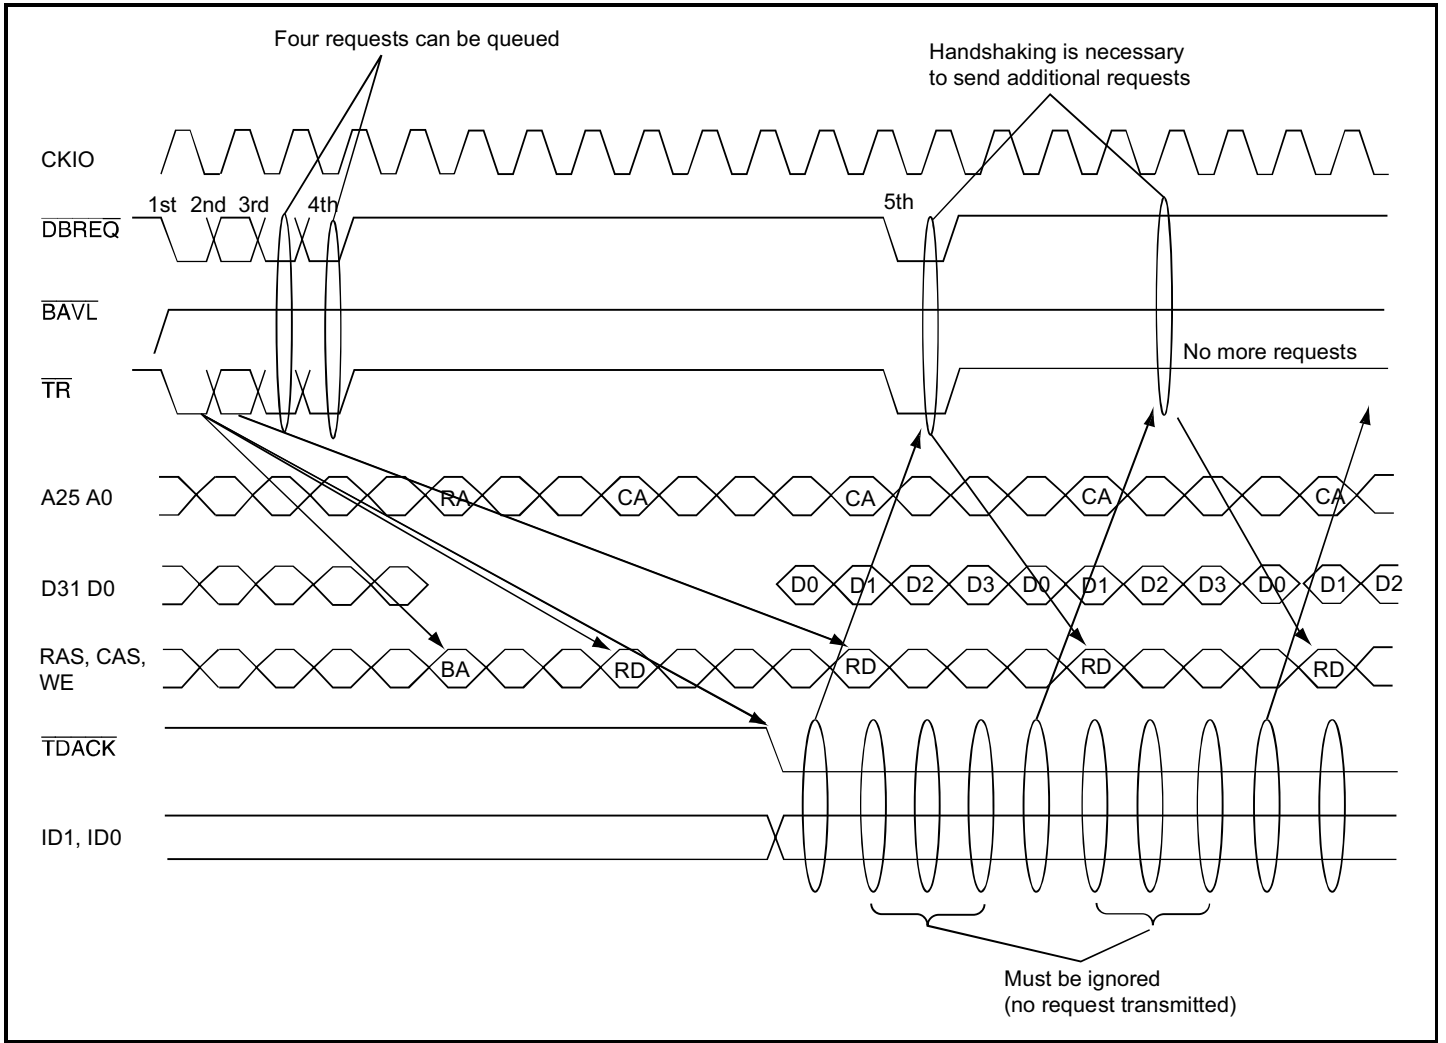 Four requests can be queued
Handshaking is necessary
to send additional requests
CKIO
1st 2nd 3rd 4th 5th
DBREQ
BAVL
No more requests
TR
A25 A0 RA CA CA CA CA
D31 D0 D0 D1 D2 D3 D0 D1 D2 D3 D0 D1 D2
RAS, CAS,
WE
BA RD RD RD RD
TDACK
ID1, ID0
Must be ignored
(no request transmitted)